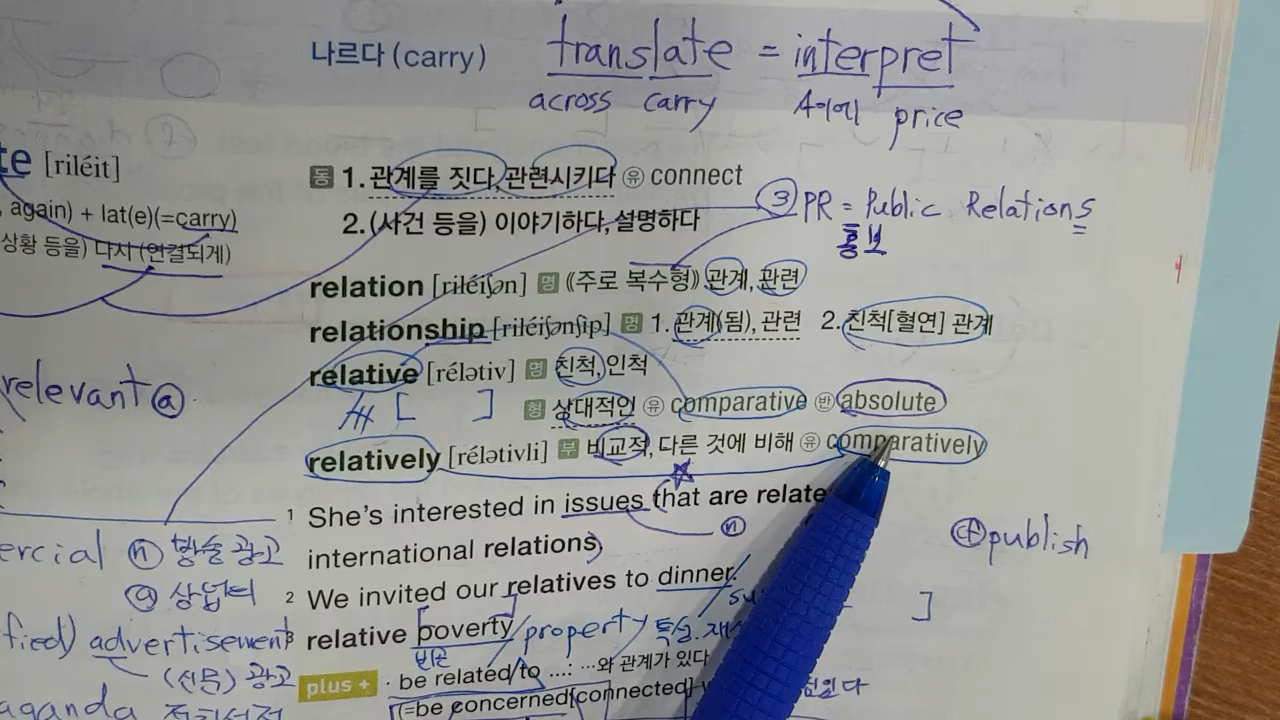 나르다 (carry) translate = interpret
across carry 사이에 price
te [riléit] 동 1. 관계를 짓다, 관련시키다 유 connect
, again) + lat(e)(=carry) 2. (사건 등을) 이야기하다, 설명하다
상황 등을) 다시 (연결되게)
③ PR = Public Relations
홍보
relation [riléiʃən] 명 《주로 복수형》 관계, 관련
relationship [riléiʃənʃip] 명 1. 관계(됨), 관련 2. 친척[혈연] 관계
relative [rélətiv] 명 친척, 인척
relevant ⓐ
[ ] 형 상대적인 유 comparative 반 absolute
relatively [rélətivli] 부 비교적, 다른 것에 비해 유 comparatively
1 She's interested in issues that are relate
ⓝ
international relations
ercial ⓝ 방송 광고
cf publish
2 We invited our relatives to dinner.
ⓐ 상업적
fied) advertisement
3 relative poverty / property
빈곤
(신문) 광고
plus + · be related to ....: ...와 관계가 있다
(=be concerned[connected]
aganda